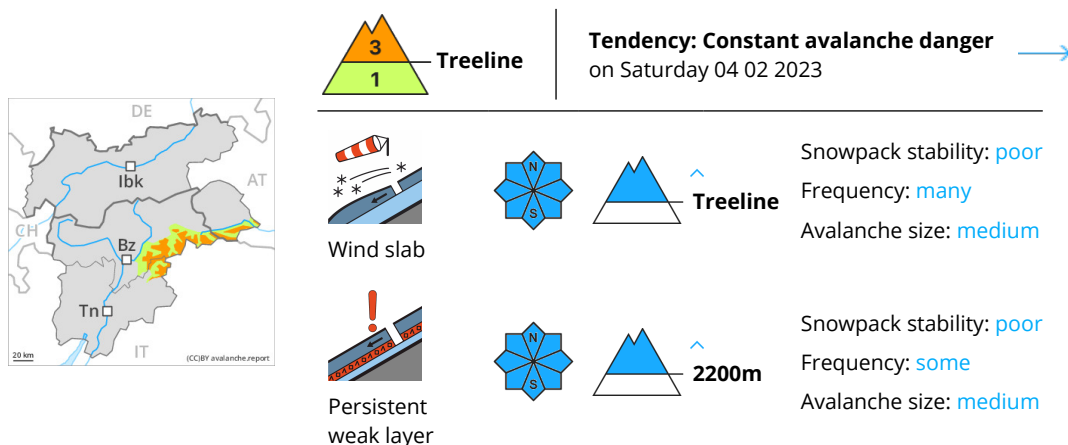 3
1
Treeline
Tendency: Constant avalanche danger
on Saturday 04 02 2023
DE
AT
Ibk
CH
Bz
Tn
IT
20 km
(CC)BY avalanche.report
N
S
Treeline
Wind slab
Snowpack stability: poor
Frequency: many
Avalanche size: medium
N
S
2200m
Persistent
weak layer
Snowpack stability: poor
Frequency: some
Avalanche size: medium